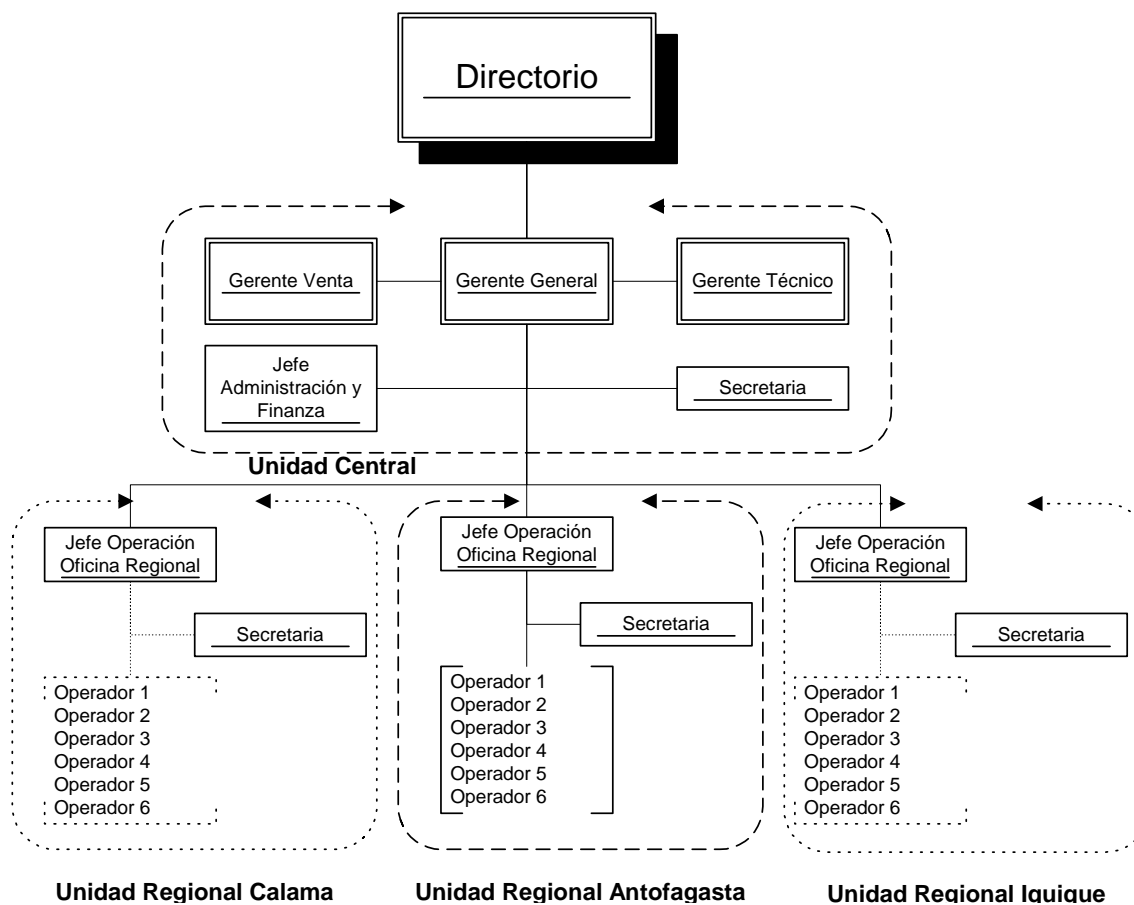 Directorio
Gerente Venta
Gerente General
Gerente Técnico
Jefe
Administración y
Finanza
Secretaria
Unidad Central
Jefe Operación
Oficina Regional
Secretaria
Operador 1
Operador 2
Operador 3
Operador 4
Operador 5
Operador 6
Unidad Regional Calama
Jefe Operación
Oficina Regional
Secretaria
Operador 1
Operador 2
Operador 3
Operador 4
Operador 5
Operador 6
Unidad Regional Antofagasta
Jefe Operación
Oficina Regional
Secretaria
Operador 1
Operador 2
Operador 3
Operador 4
Operador 5
Operador 6
Unidad Regional Iquique